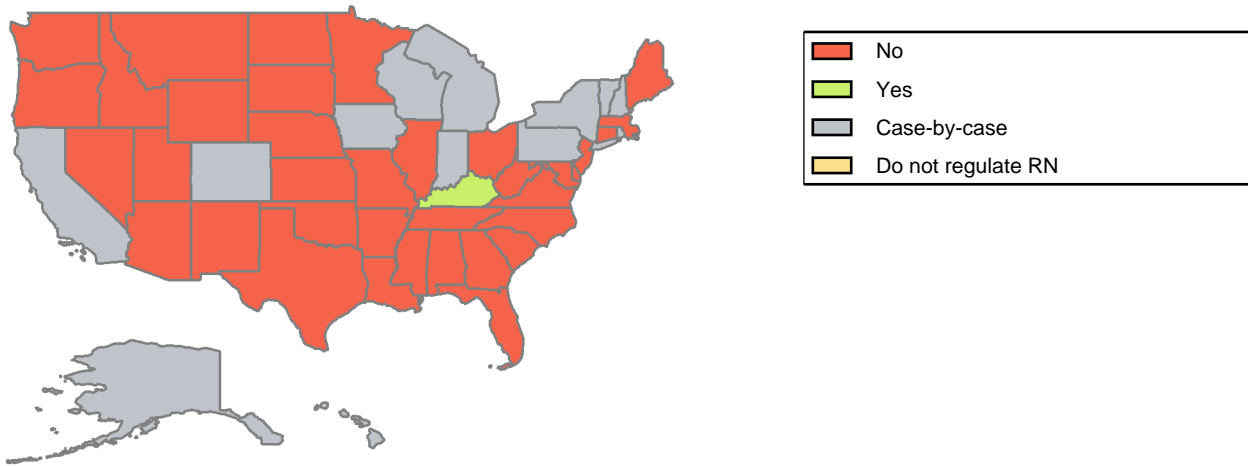 No
Yes
Case-by-case
Do not regulate RN